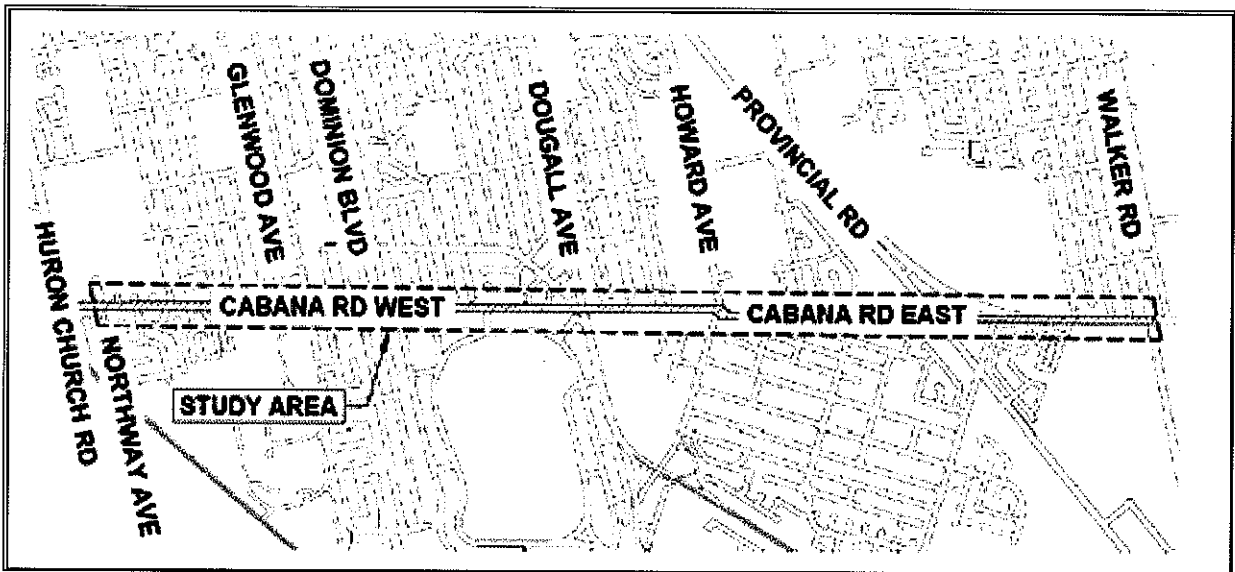 GLENWOOD AVE
DOMINION BLVD
DOUGALL AVE
HOWARD AVE
PROVINCIAL RD
WALKER RD
HURON CHURCH RD
NORTHWAY AVE
CABANA RD WEST
CABANA RD EAST
STUDY AREA